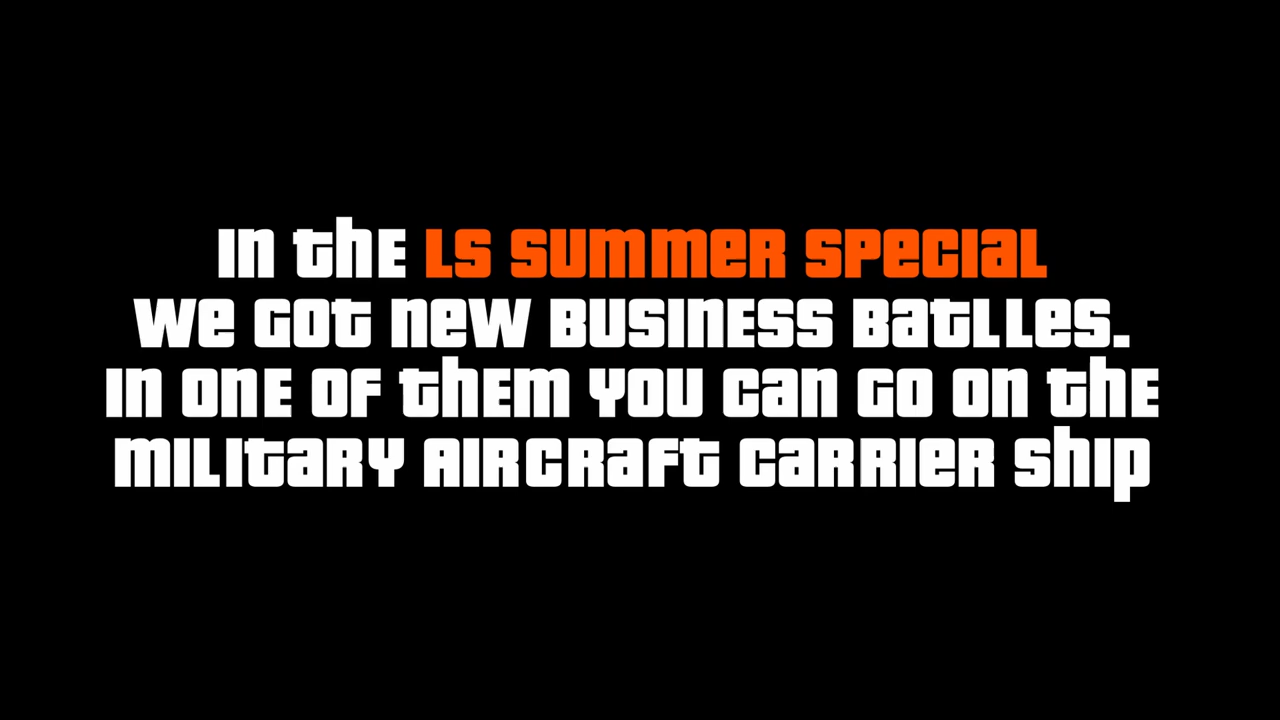 In the LS Summer Special
We got new Business Batlles.
In one of them you can go on the
military aircraft carrier ship